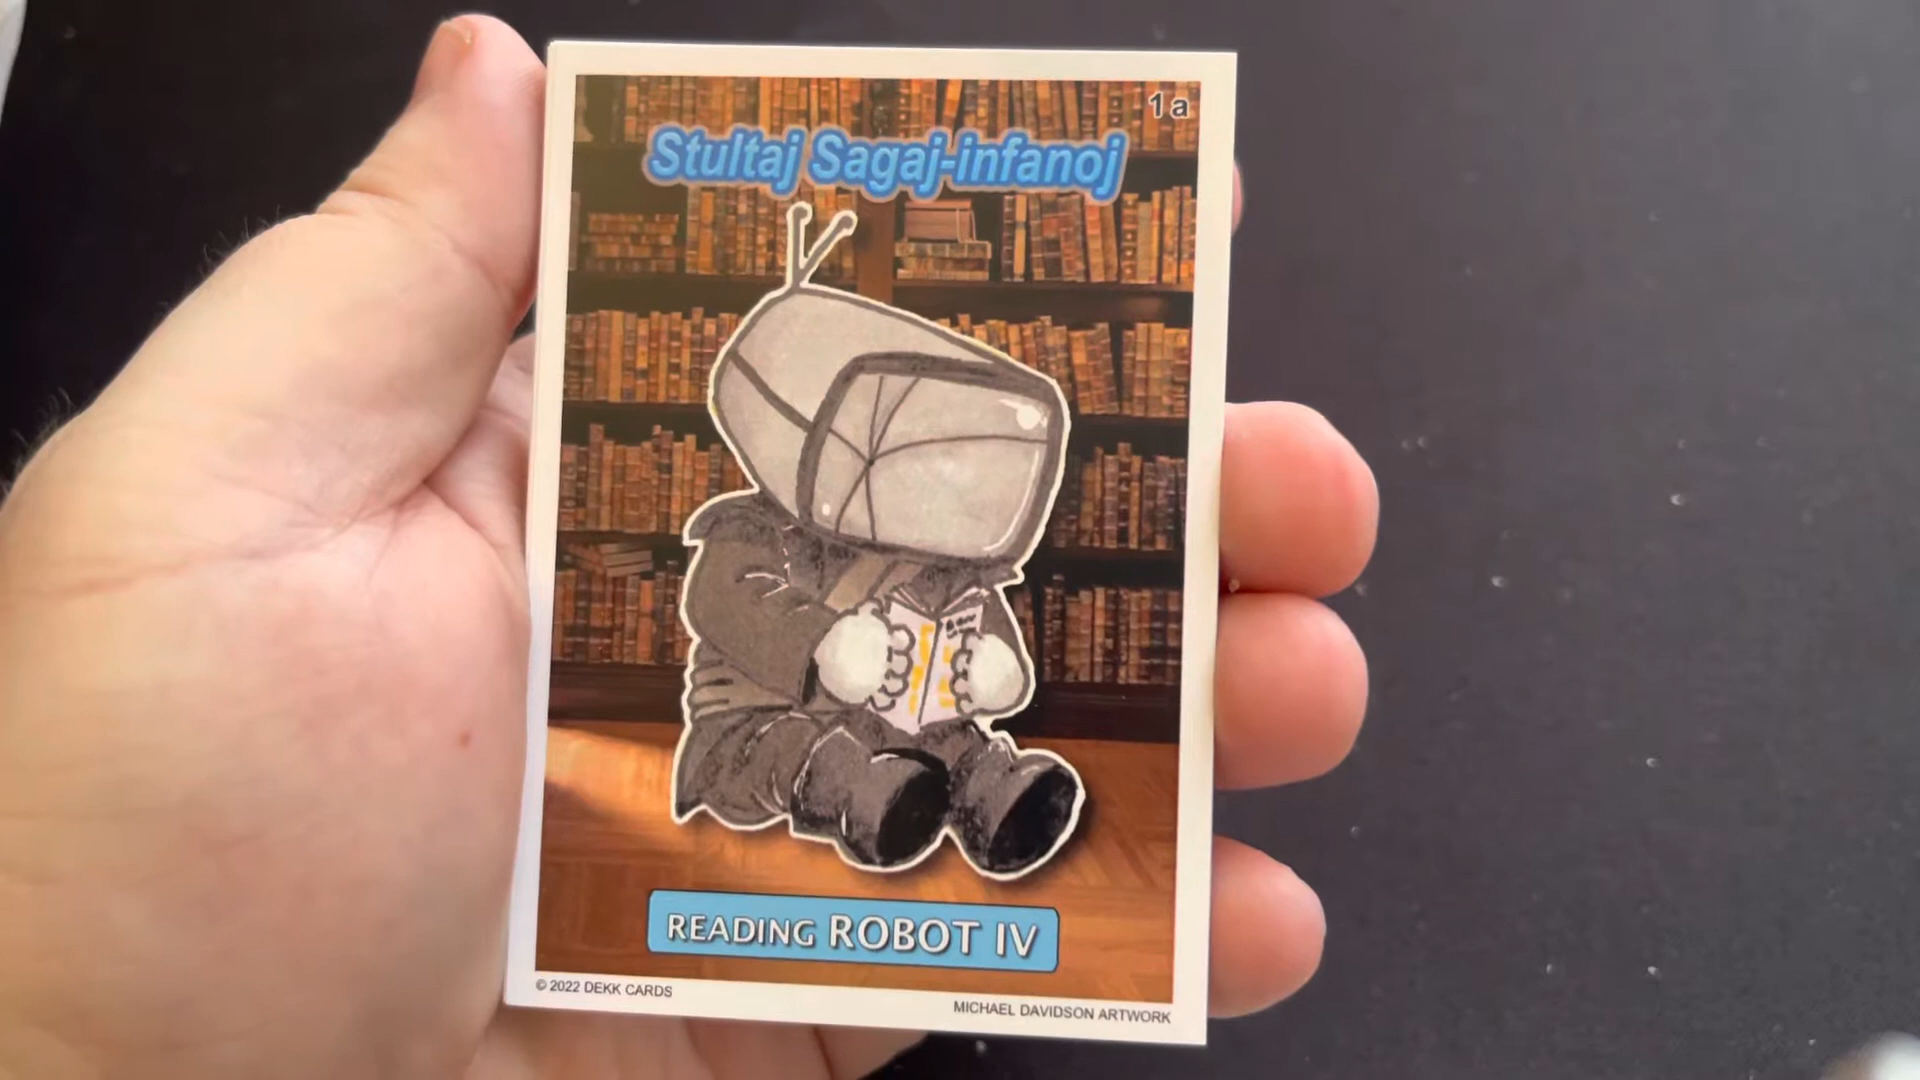 1a
Stultaj Sagaj-infanoj
READING ROBOT IV
© 2022 DEKK CARDS
MICHAEL DAVIDSON ARTWORK